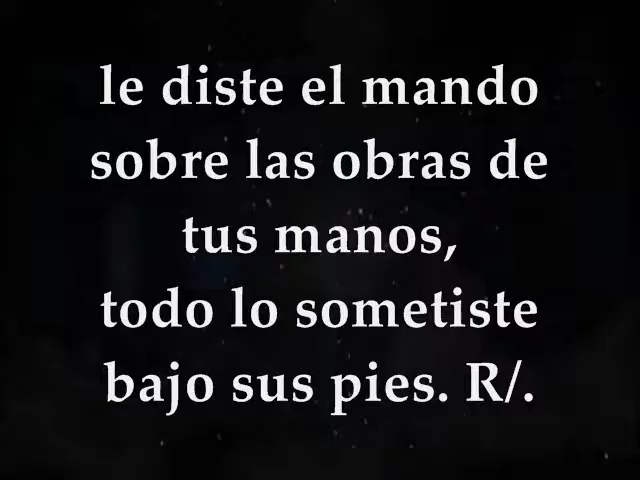 le diste el mando
sobre las obras de
tus manos,
todo lo sometiste
bajo sus pies. R/.